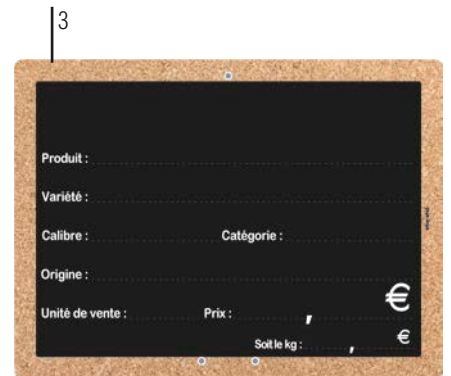 3
Produit :
Variété :
Calibre : Catégorie :
Origine :
Unité de vente : Prix : , €
Soit le kg : , €